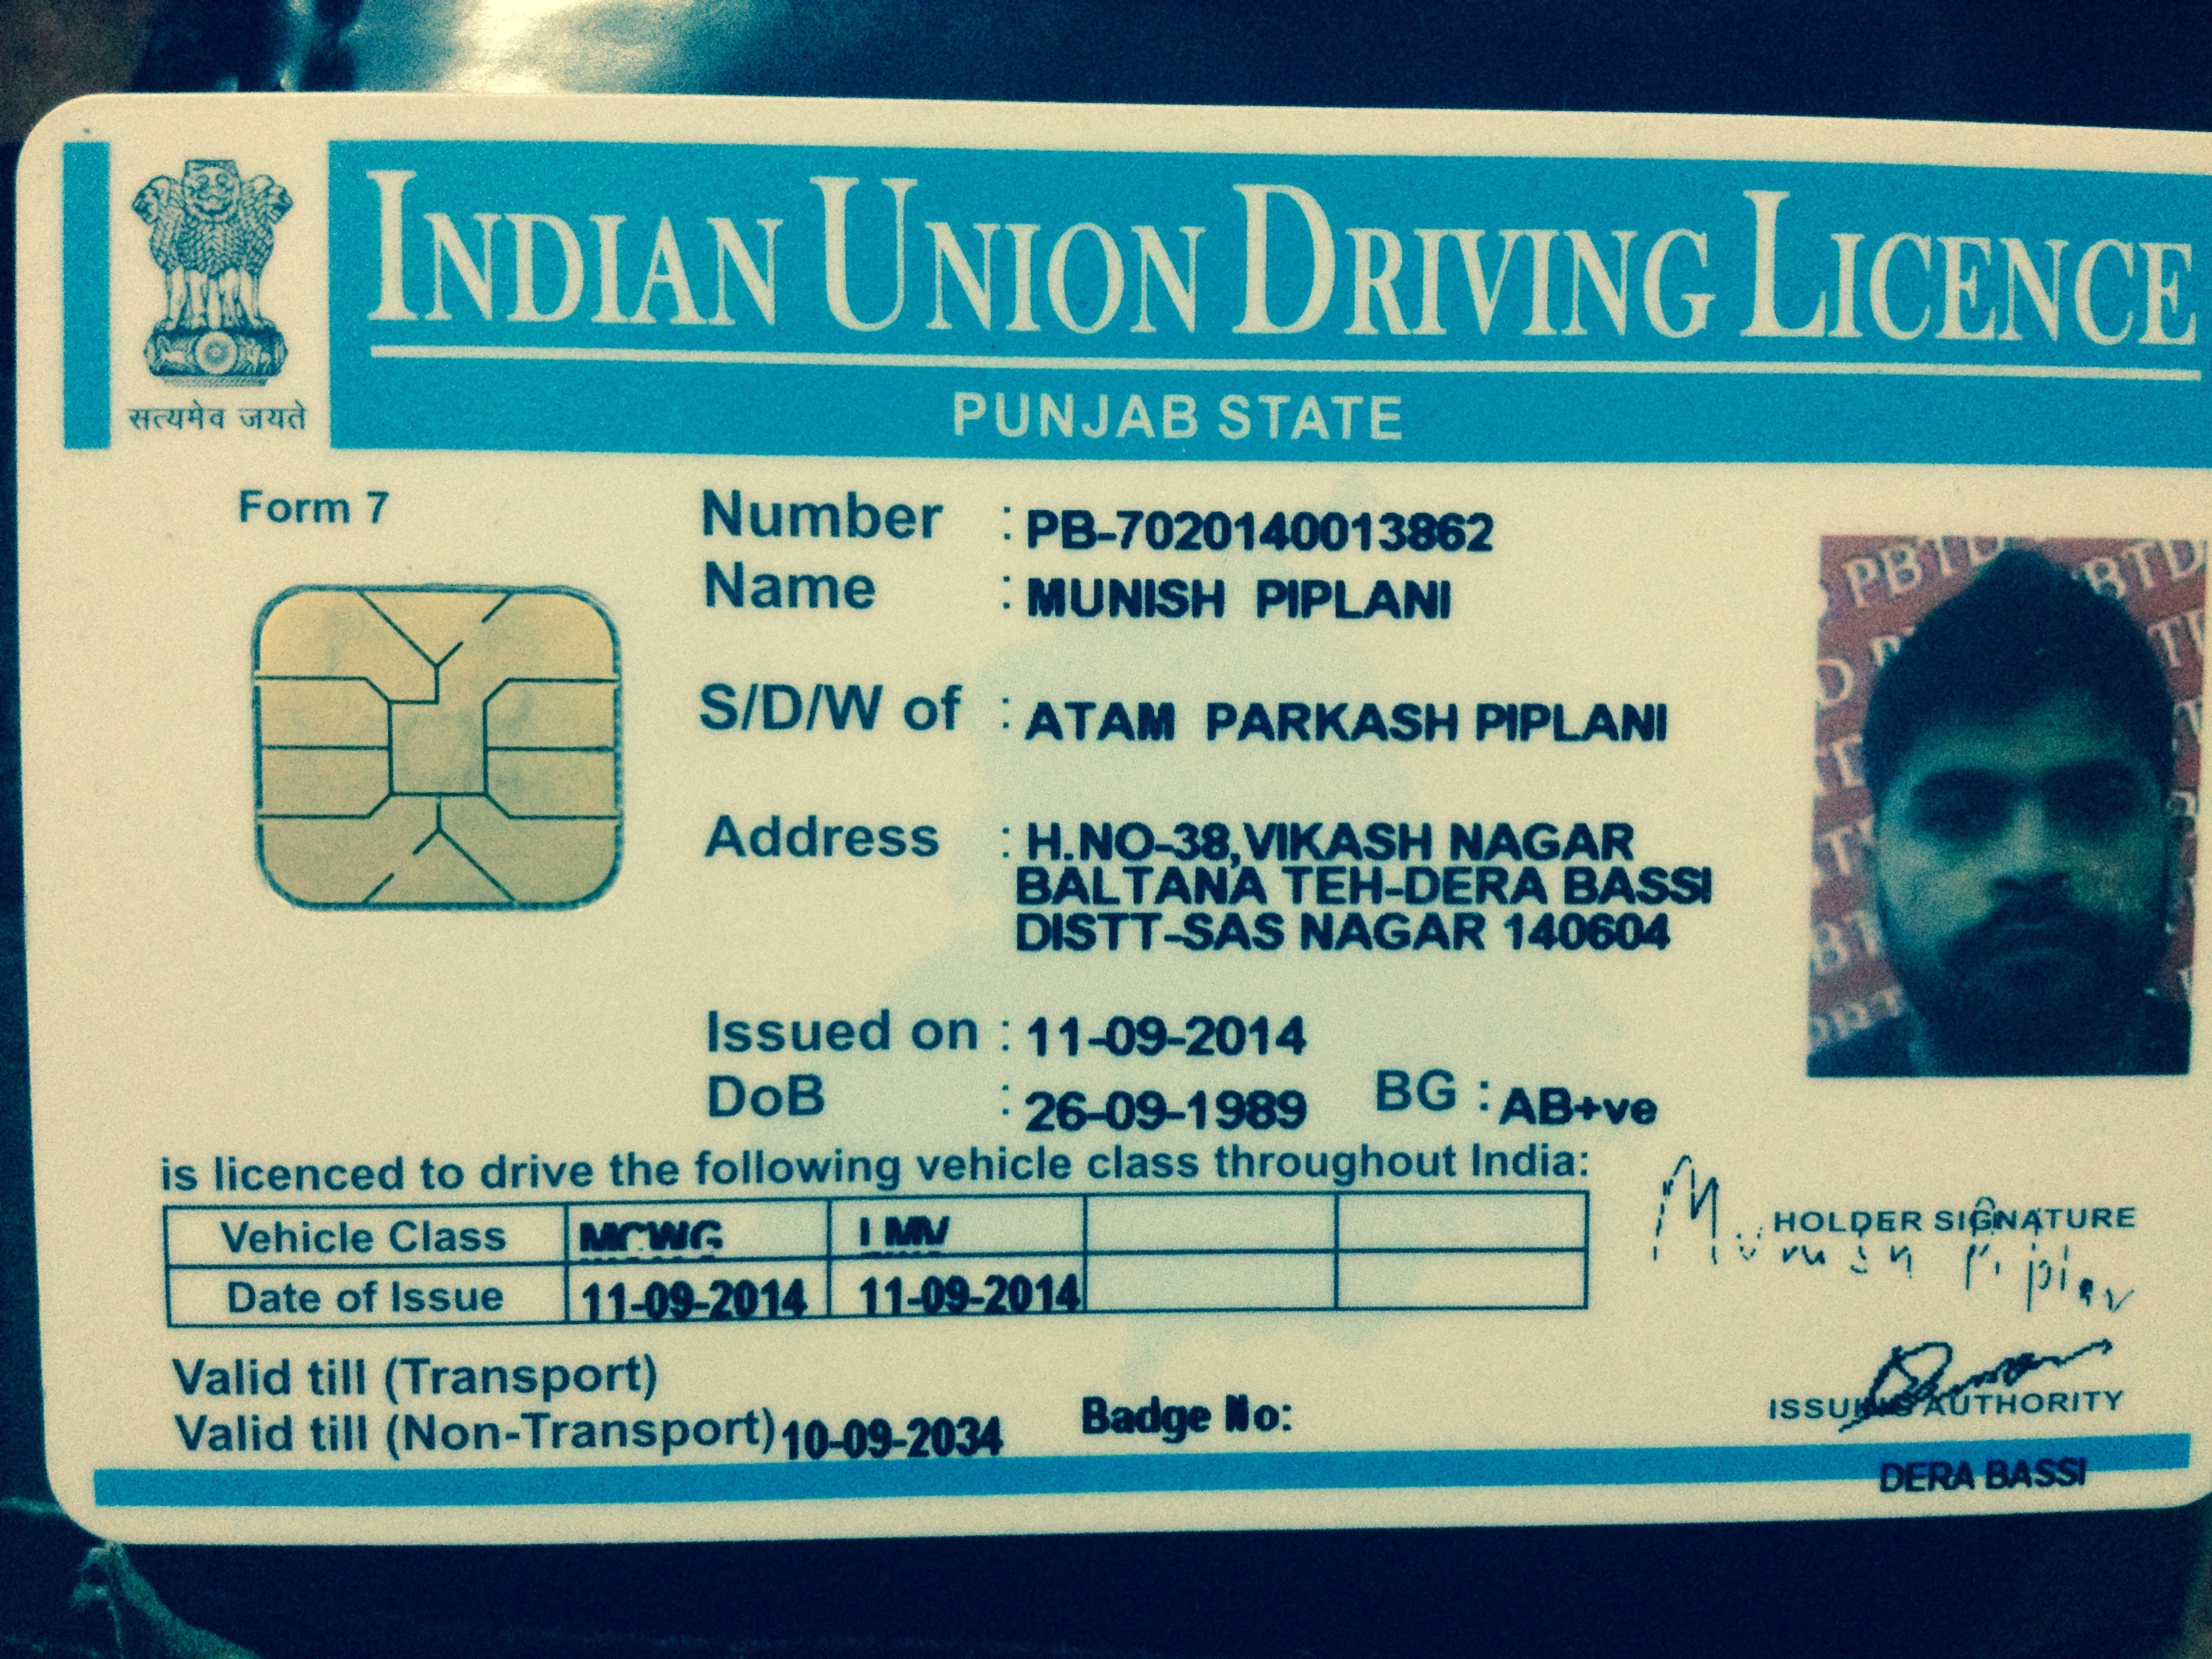 INDIAN UNION DRIVING LICENCE
PUNJAB STATE
सत्यमेव जयते
Form 7
Number : PB-7020140013862
Name : MUNISH PIPLANI
S/D/W of : ATAM PARKASH PIPLANI
Address : H.NO-38,VIKASH NAGAR
BALTANA TEH-DERA BASSI
DISTT-SAS NAGAR 140604
Issued on : 11-09-2014
DoB : 26-09-1989 BG : AB+ve
is licenced to drive the following vehicle class throughout India:
Vehicle Class MCWG LMV
Date of Issue 11-09-2014 11-09-2014
HOLDER SIGNATURE
Valid till (Transport)
Valid till (Non-Transport) 10-09-2034 Badge No:
ISSUING AUTHORITY
DERA BASSI